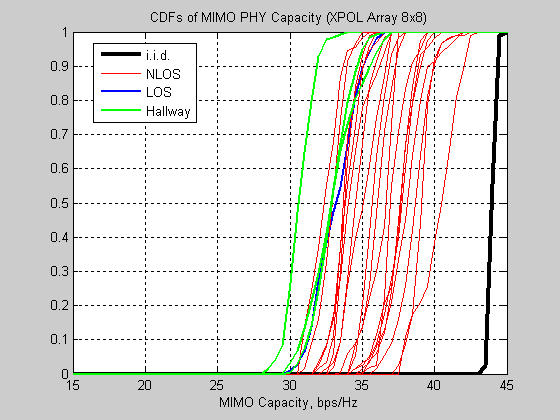 CDFs of MIMO PHY Capacity (XPOL Array 8x8)
1
0.9
0.8
0.7
0.6
0.5
0.4
0.3
0.2
0.1
0
i.i.d.
NLOS
LOS
Hallway
15 20 25 30 35 40 45
MIMO Capacity, bps/Hz